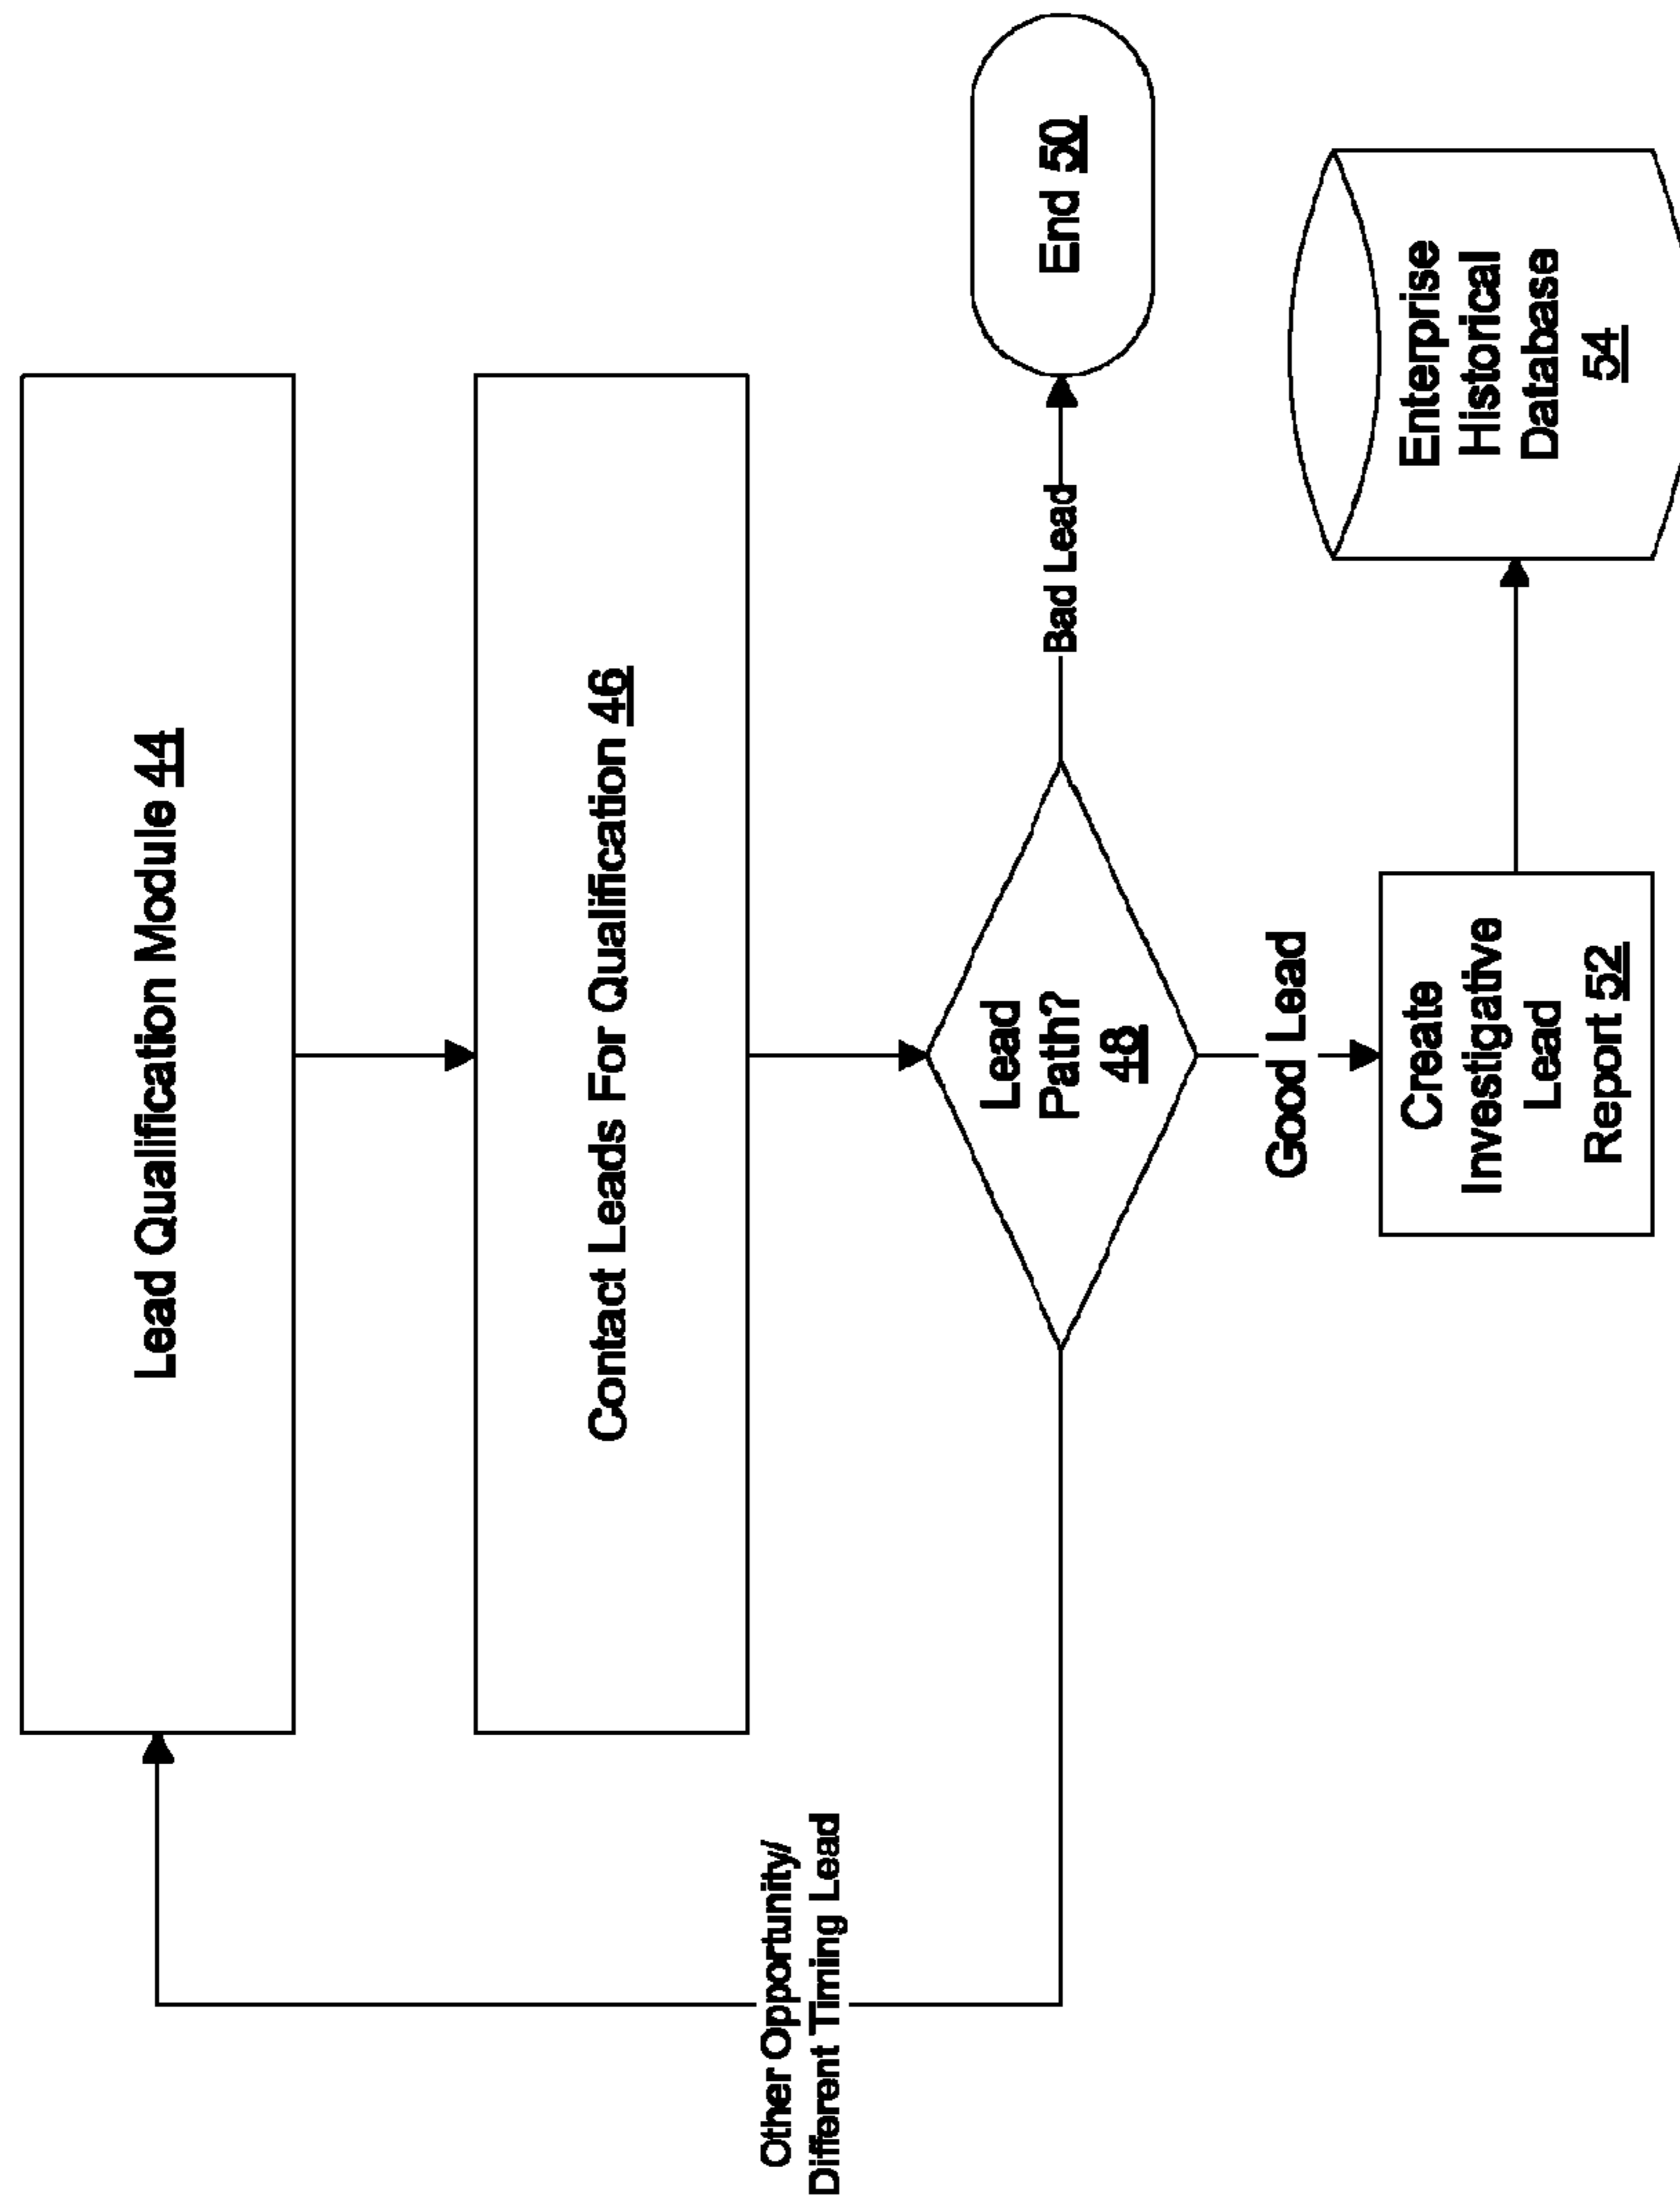 Lead Qualification Module 44
Contact Leads For Qualification 46
Other Opportunity/
Different Timing Lead
Lead
Path?
48
Bad Lead
End 50
Good Lead
Create
Investigative
Lead
Report 52
Enterprise
Historical
Database
54